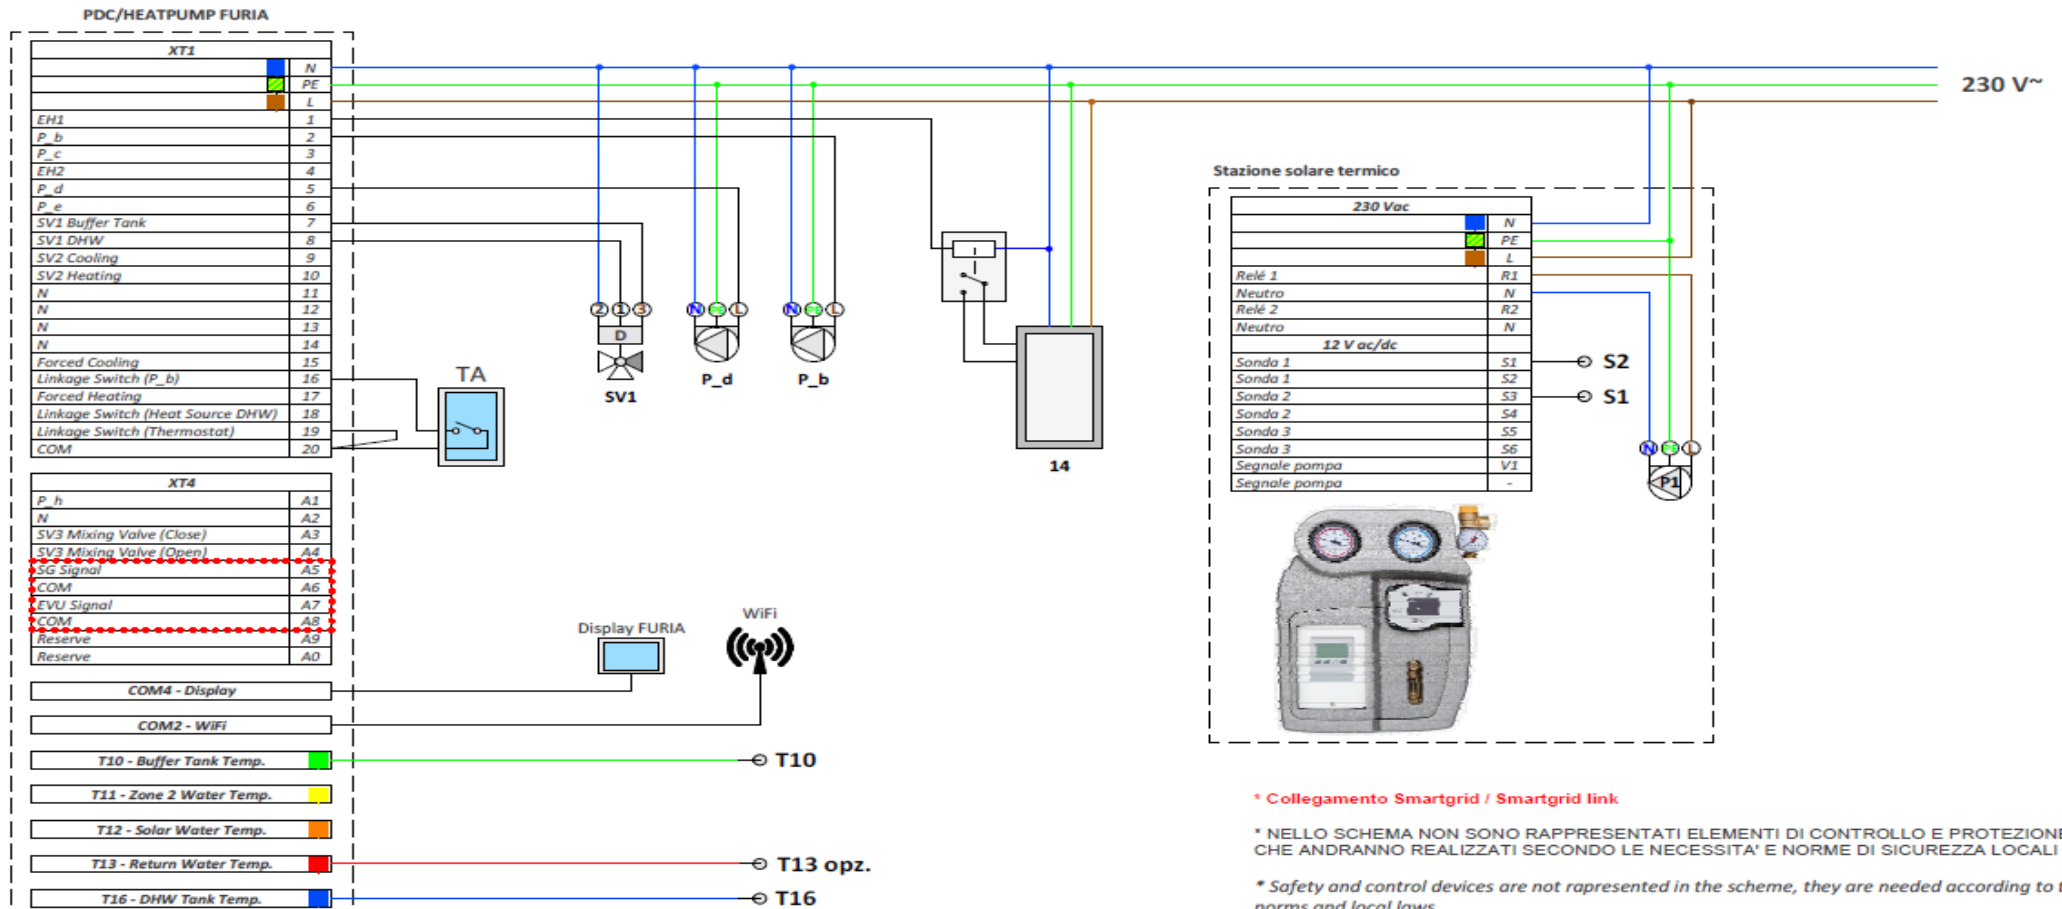 PDC/HEATPUMP FURIA
XT1
N
PE
L
EH1 1
P_b 2
P_c 3
EH2 4
P_d 5
P_e 6
SV1 Buffer Tank 7
SV1 DHW 8
SV2 Cooling 9
SV2 Heating 10
N 11
N 12
N 13
N 14
Forced Cooling 15
Linkage Switch (P_b) 16
Forced Heating 17
Linkage Switch (Heat Source DHW) 18
Linkage Switch (Thermostat) 19
COM 20
XT4
P_h A1
N A2
SV3 Mixing Valve (Close) A3
SV3 Mixing Valve (Open) A4
SG Signal A5
COM A6
EVU Signal A7
COM A8
Reserve A9
Reserve A0
COM4 - Display
COM2 - WiFi
T10 - Buffer Tank Temp.
T11 - Zone 2 Water Temp.
T12 - Solar Water Temp.
T13 - Return Water Temp.
T16 - DHW Tank Temp.
TA
2 1 3
D
SV1
N PE L
P_d
N PE L
P_b
14
Display FURIA
WiFi
T10
T13 opz.
T16
230 V~
Stazione solare termico
230 Vac
N
PE
L
Relé 1 R1
Neutro N
Relé 2 R2
Neutro N
12 V ac/dc
Sonda 1 S1
Sonda 1 S2
Sonda 2 S3
Sonda 2 S4
Sonda 3 S5
Sonda 3 S6
Segnale pompa V1
Segnale pompa -
S2
S1
N PE L
P1
* Collegamento Smartgrid / Smartgrid link
* NELLO SCHEMA NON SONO RAPPRESENTATI ELEMENTI DI CONTROLLO E PROTEZIONE
CHE ANDRANNO REALIZZATI SECONDO LE NECESSITA' E NORME DI SICUREZZA LOCALI
* Safety and control devices are not rapresented in the scheme, they are needed according to t
norms and local laws